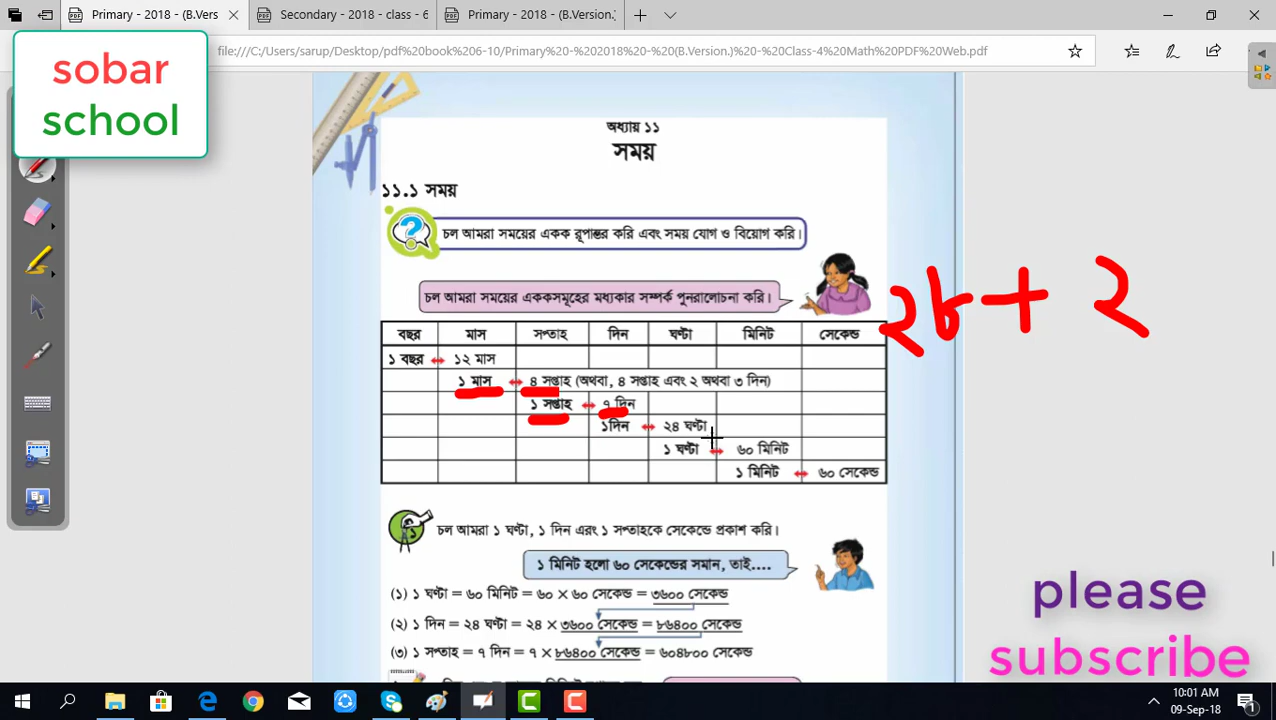 Primary - 2018 - (B.Vers
Secondary - 2018 - class - 6
Primary - 2018 - (B.Version.)
sobar
school
file:///C:/Users/sarup/Desktop/pdf%20book%206-10/Primary%20-%202018%20-%20(B.Version.)%20-%20Class-4%20Math%20PDF%20Web.pdf
অধ্যায় ১১
সময়
১১.১ সময়
চল আমরা সময়ের একক রূপান্তর করি এবং সময় যোগ ও বিয়োগ করি।
চল আমরা সময়ের এককসমূহের মধ্যকার সম্পর্ক পুনরালোচনা করি।
২৮ + ২
বছর মাস সপ্তাহ দিন ঘণ্টা মিনিট সেকেন্ড
১ বছর ↔ ১২ মাস
১ মাস ↔ ৪ সপ্তাহ (অথবা, ৪ সপ্তাহ এবং ২ অথবা ৩ দিন)
১ সপ্তাহ ↔ ৭ দিন
১দিন ↔ ২৪ ঘণ্টা
১ ঘণ্টা ↔ ৬০ মিনিট
১ মিনিট ↔ ৬০ সেকেন্ড
চল আমরা ১ ঘণ্টা, ১ দিন এরং ১ সপ্তাহকে সেকেন্ডে প্রকাশ করি।
১ মিনিট হলো ৬০ সেকেন্ডের সমান, তাই....
(১) ১ ঘণ্টা = ৬০ মিনিট = ৬০ × ৬০ সেকেন্ড = ৩৬০০ সেকেন্ড
(২) ১ দিন = ২৪ ঘণ্টা = ২৪ × ৩৬০০ সেকেন্ড = ৮৬৪০০ সেকেন্ড
(৩) ১ সপ্তাহ = ৭ দিন = ৭ × ৮৬৪০০ সেকেন্ড = ৬০৪৮০০ সেকেন্ড
please
subscribe
10:01 AM
09-Sep-18